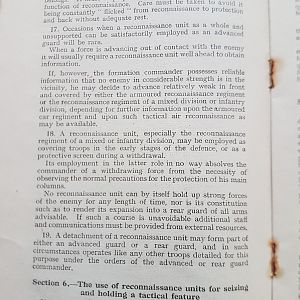 function of reconnaissance. Care must be taken to avoid it
being constantly " flicked " from reconnaissance to protection
and back without adequate rest.
17. Occasions when a reconnaissance unit as a whole and
unsupported can be satisfactorily employed as an advanced
guard will be rare.
When a force is advancing out of contact with the enemy
it will usually require a reconnaissance unit well ahead to obtain
information.
If, however, the formation commander possesses reliable
information that no enemy in considerable strength is in the
vicinity, he may decide to advance relatively weak in front
and covered by either the armoured reconnaissance regiment
or the reconnaissance regiment of a mixed division or infantry
division, depending for further information upon the armoured
car regiment and upon such tactical air reconnaissance as
may be available.
18. A reconnaissance unit, especially the reconnaissance
regiment of a mixed or infantry division, may be employed as
covering troops in the early stages of the defence, or as a
protective screen during a withdrawal.
Its employment in the latter role in no way absolves the
commander of a withdrawing force from the necessity of
observing the normal precautions for the protection of his main
columns.
No reconnaissance unit can by itself hold up strong forces
of the enemy for any length of time, nor is its constitution
such as to render its expansion into a rear guard of all arms
advisable. If such a course is unavoidable additional staff
and communications must be provided from external resources.
19. A detachment of a reconnaissance unit may form part of
either an advanced guard or a rear guard, and in such
circumstances operates like any other troops detailed for this
purpose under the orders of the advanced or rear guard
commander.
Section 6.—The use of reconnaissance units for seizing
and holding a tactical feature